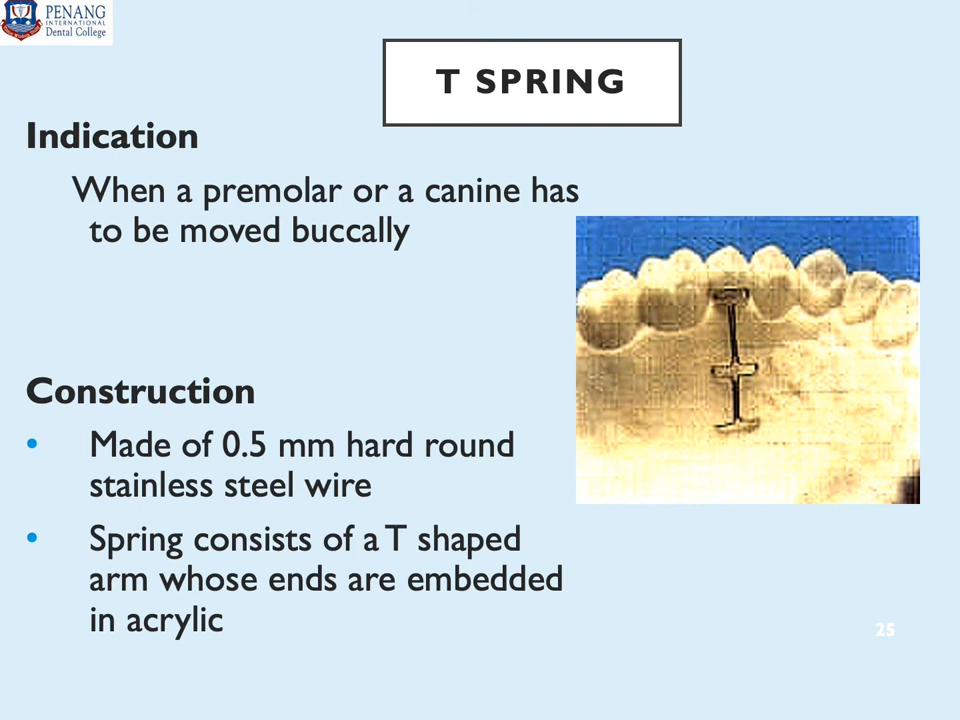 PENANG
INTERNATIONAL
Dental College
T SPRING
Indication
When a premolar or a canine has
to be moved buccally
Construction
• Made of 0.5 mm hard round
stainless steel wire
• Spring consists of a T shaped
arm whose ends are embedded
in acrylic
25